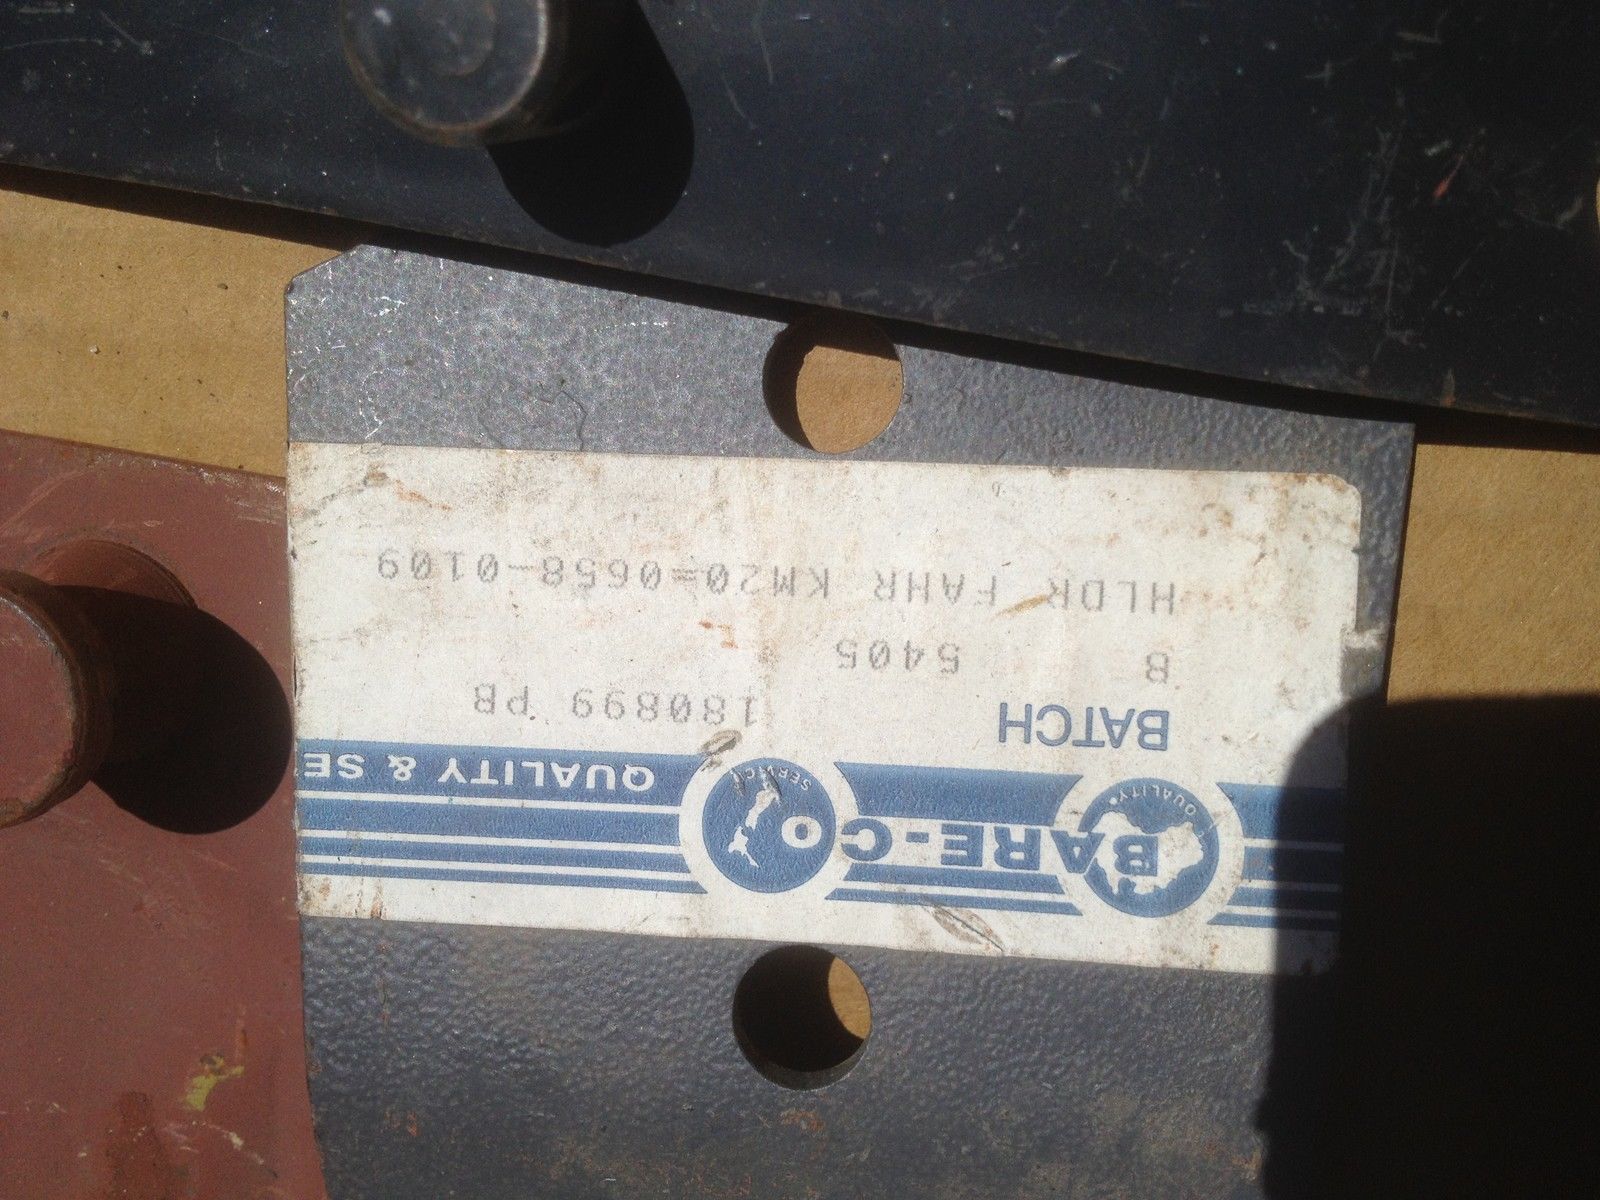 BARE-CO
QUALITY
SERVICE
QUALITY & SE
BATCH 180899 PB
B 5405
HLDR FAHR KM20=0658-0109